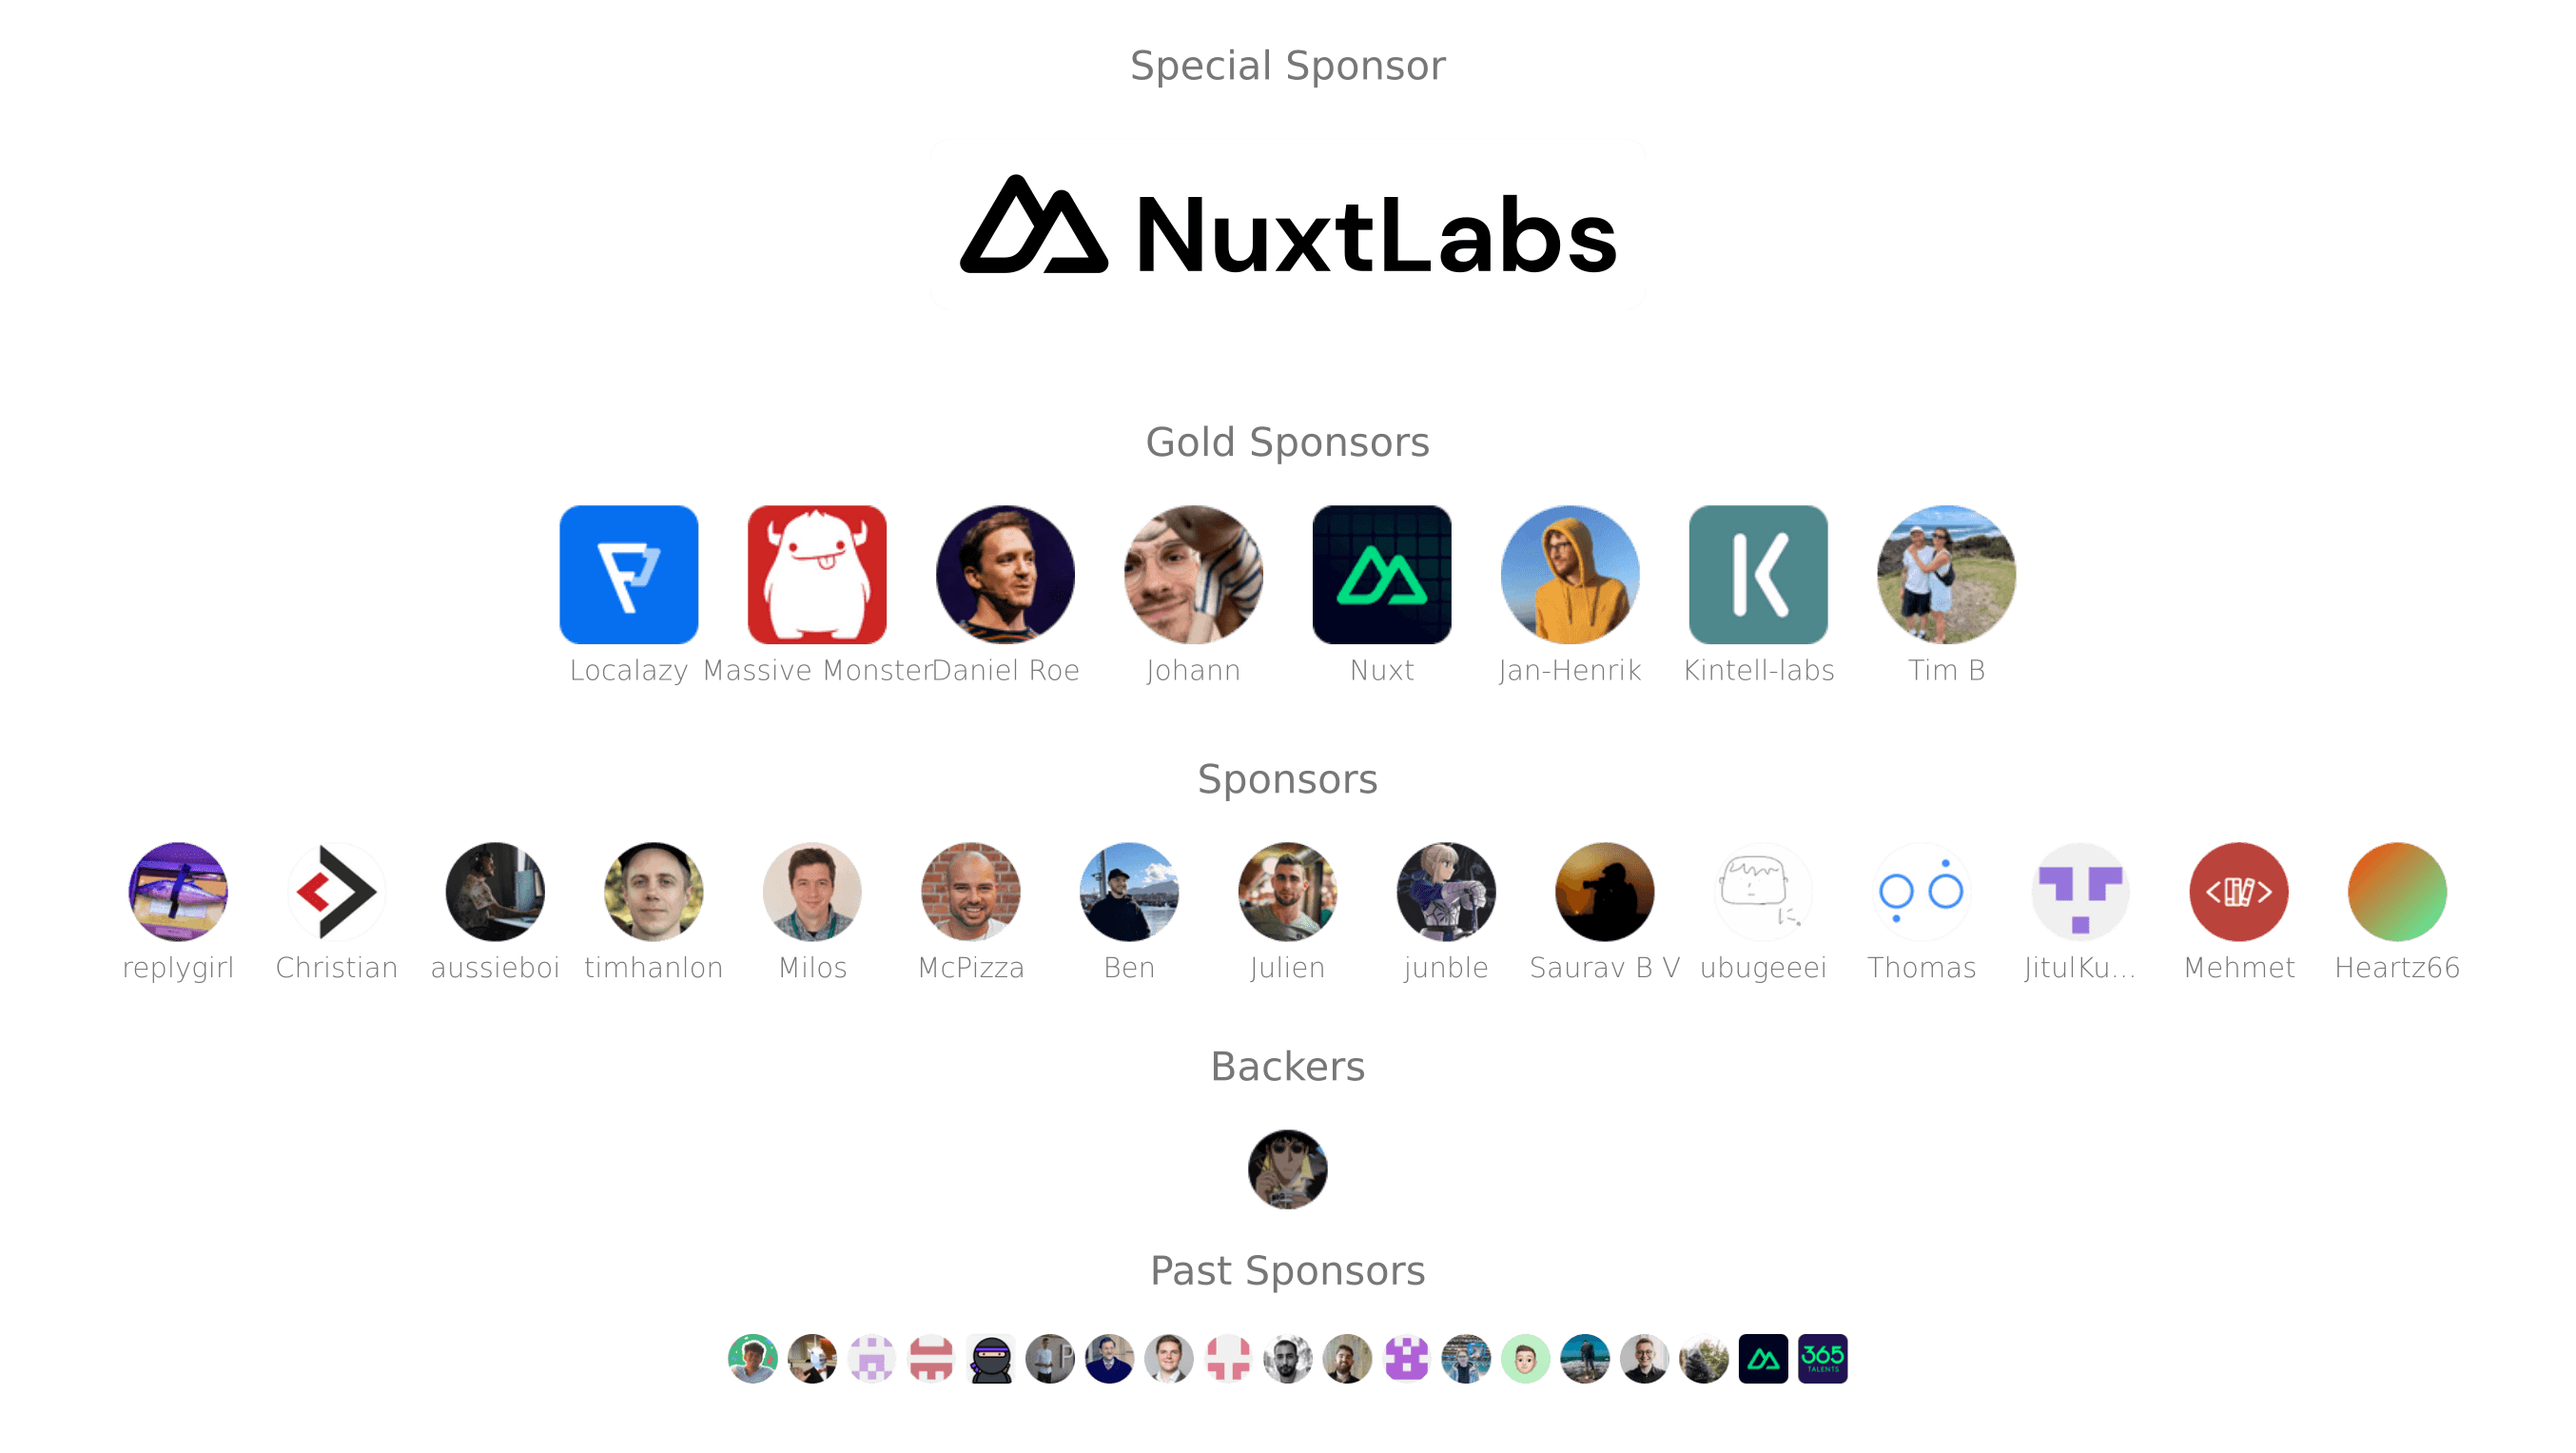 Special Sponsor
NuxtLabs
Gold Sponsors
Localazy Massive Monster Daniel Roe Johann Nuxt Jan-Henrik Kintell-labs Tim B
Sponsors
replygirl Christian aussieboi timhanlon Milos McPizza Ben Julien junble Saurav B V ubugeeei Thomas JitulKu... Mehmet Heartz66
Backers
Past Sponsors
365
TALENTS